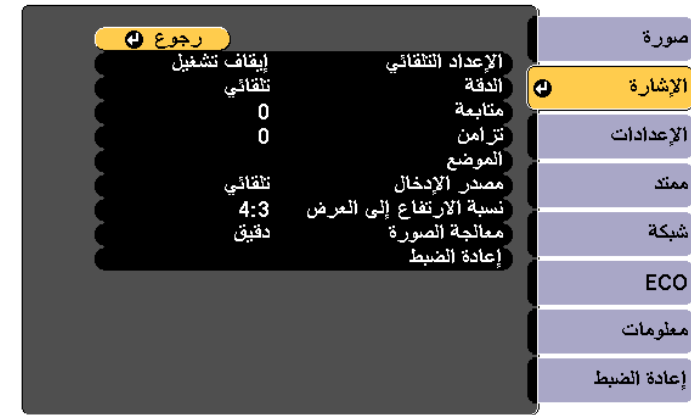 رجوع
الإعداد التلقائي إيقاف تشغيل
الدقة تلقائي
متابعة 0
تزامن 0
الموضع
مصدر الإدخال تلقائي
نسبة الارتفاع إلى العرض 4:3
معالجة الصورة دقيق
إعادة الضبط
صورة
الإشارة
الإعدادات
ممتد
شبكة
ECO
معلومات
إعادة الضبط